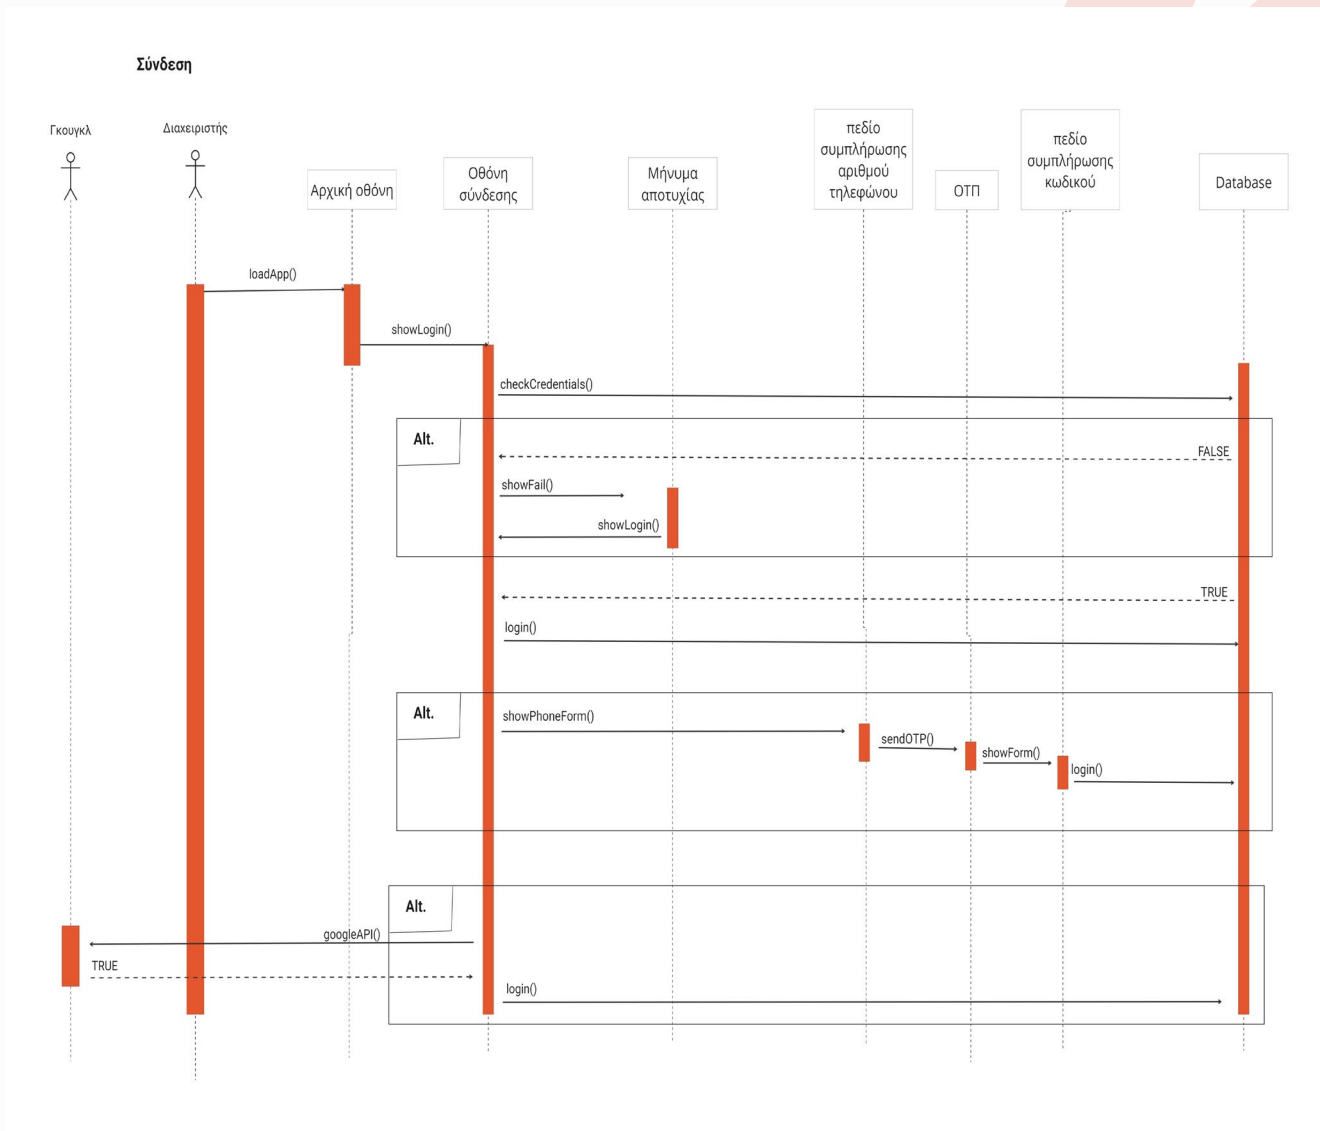 Σύνδεση
Γκουγκλ
Διαχειριστής
Αρχική οθόνη
Οθόνη
σύνδεσης
Μήνυμα
αποτυχίας
πεδίο
συμπλήρωσης
αριθμού
τηλεφώνου
ΟΤΠ
πεδίο
συμπλήρωσης
κωδικού
Database
loadApp()
showLogin()
checkCredentials()
Alt.
FALSE
showFail()
showLogin()
TRUE
login()
Alt.
showPhoneForm()
sendOTP()
showForm()
login()
Alt.
googleAPI()
TRUE
login()